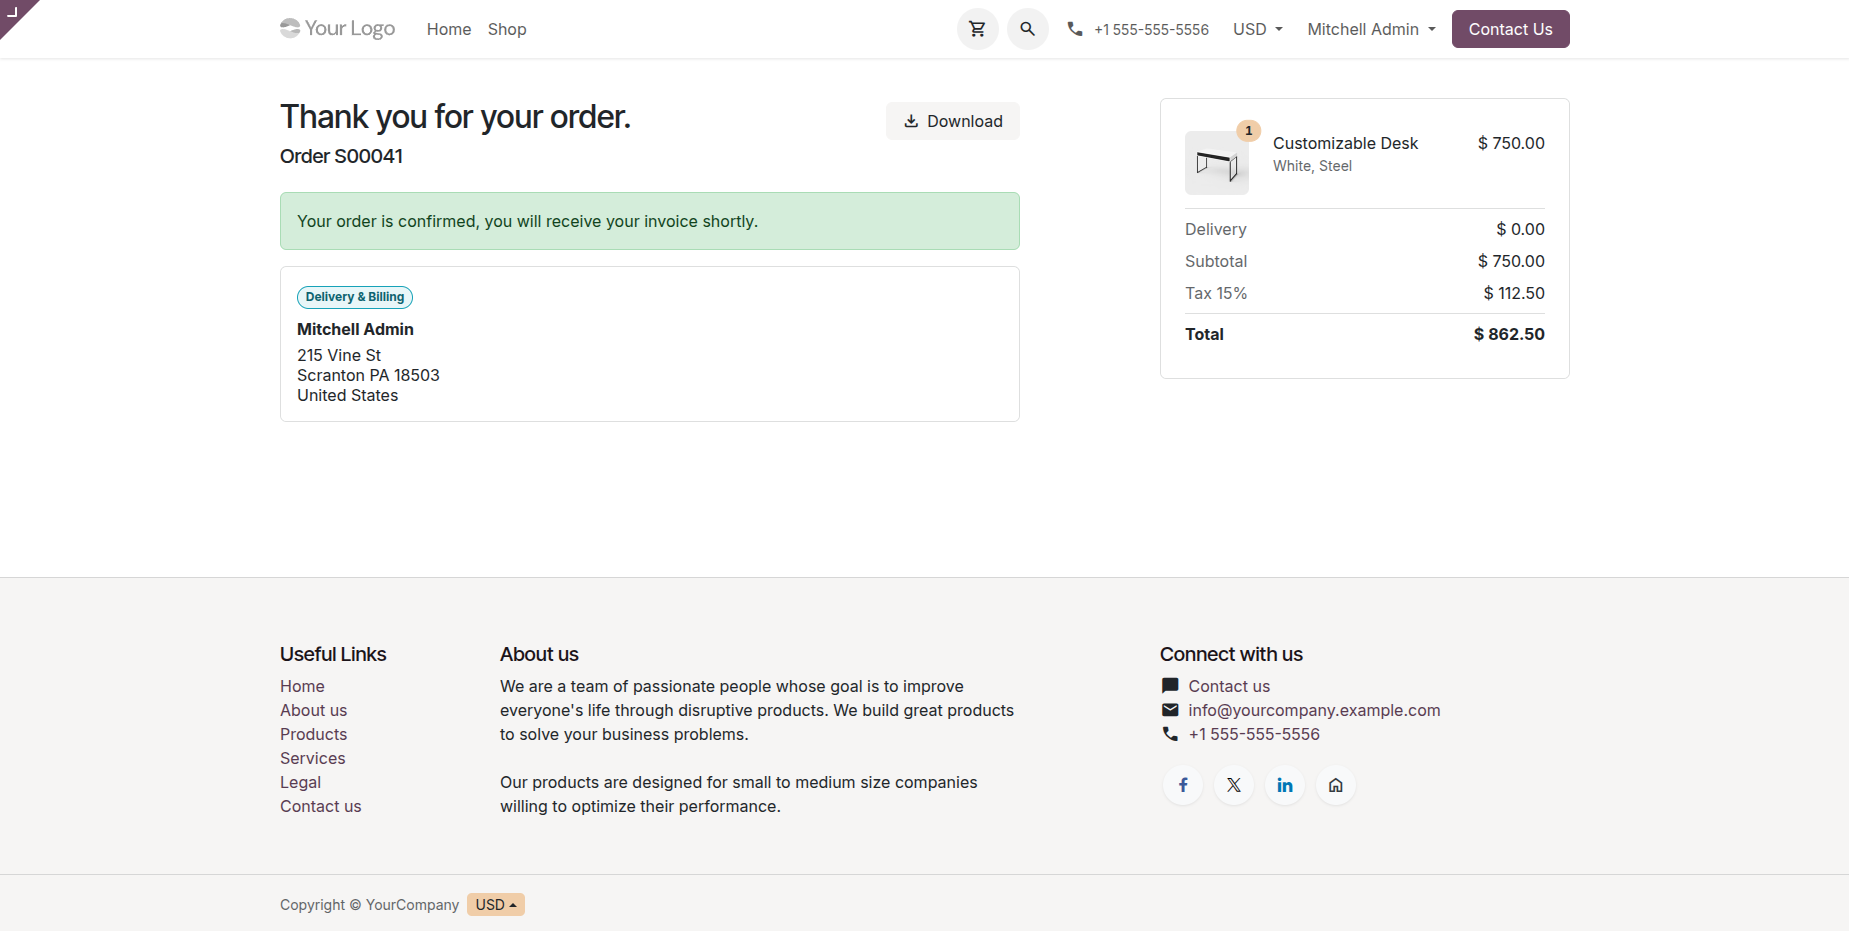 Your Logo
Home
Shop
+1 555-555-5556
USD
Mitchell Admin
Contact Us
Thank you for your order.
Order S00041
Download
Your order is confirmed, you will receive your invoice shortly.
Delivery & Billing
Mitchell Admin
215 Vine St
Scranton PA 18503
United States
1
Customizable Desk
$ 750.00
White, Steel
Delivery
$ 0.00
Subtotal
$ 750.00
Tax 15%
$ 112.50
Total
$ 862.50
Useful Links
Home
About us
Products
Services
Legal
Contact us
About us
We are a team of passionate people whose goal is to improve
everyone's life through disruptive products. We build great products
to solve your business problems.
Our products are designed for small to medium size companies
willing to optimize their performance.
Connect with us
Contact us
info@yourcompany.example.com
+1 555-555-5556
Copyright © YourCompany
USD